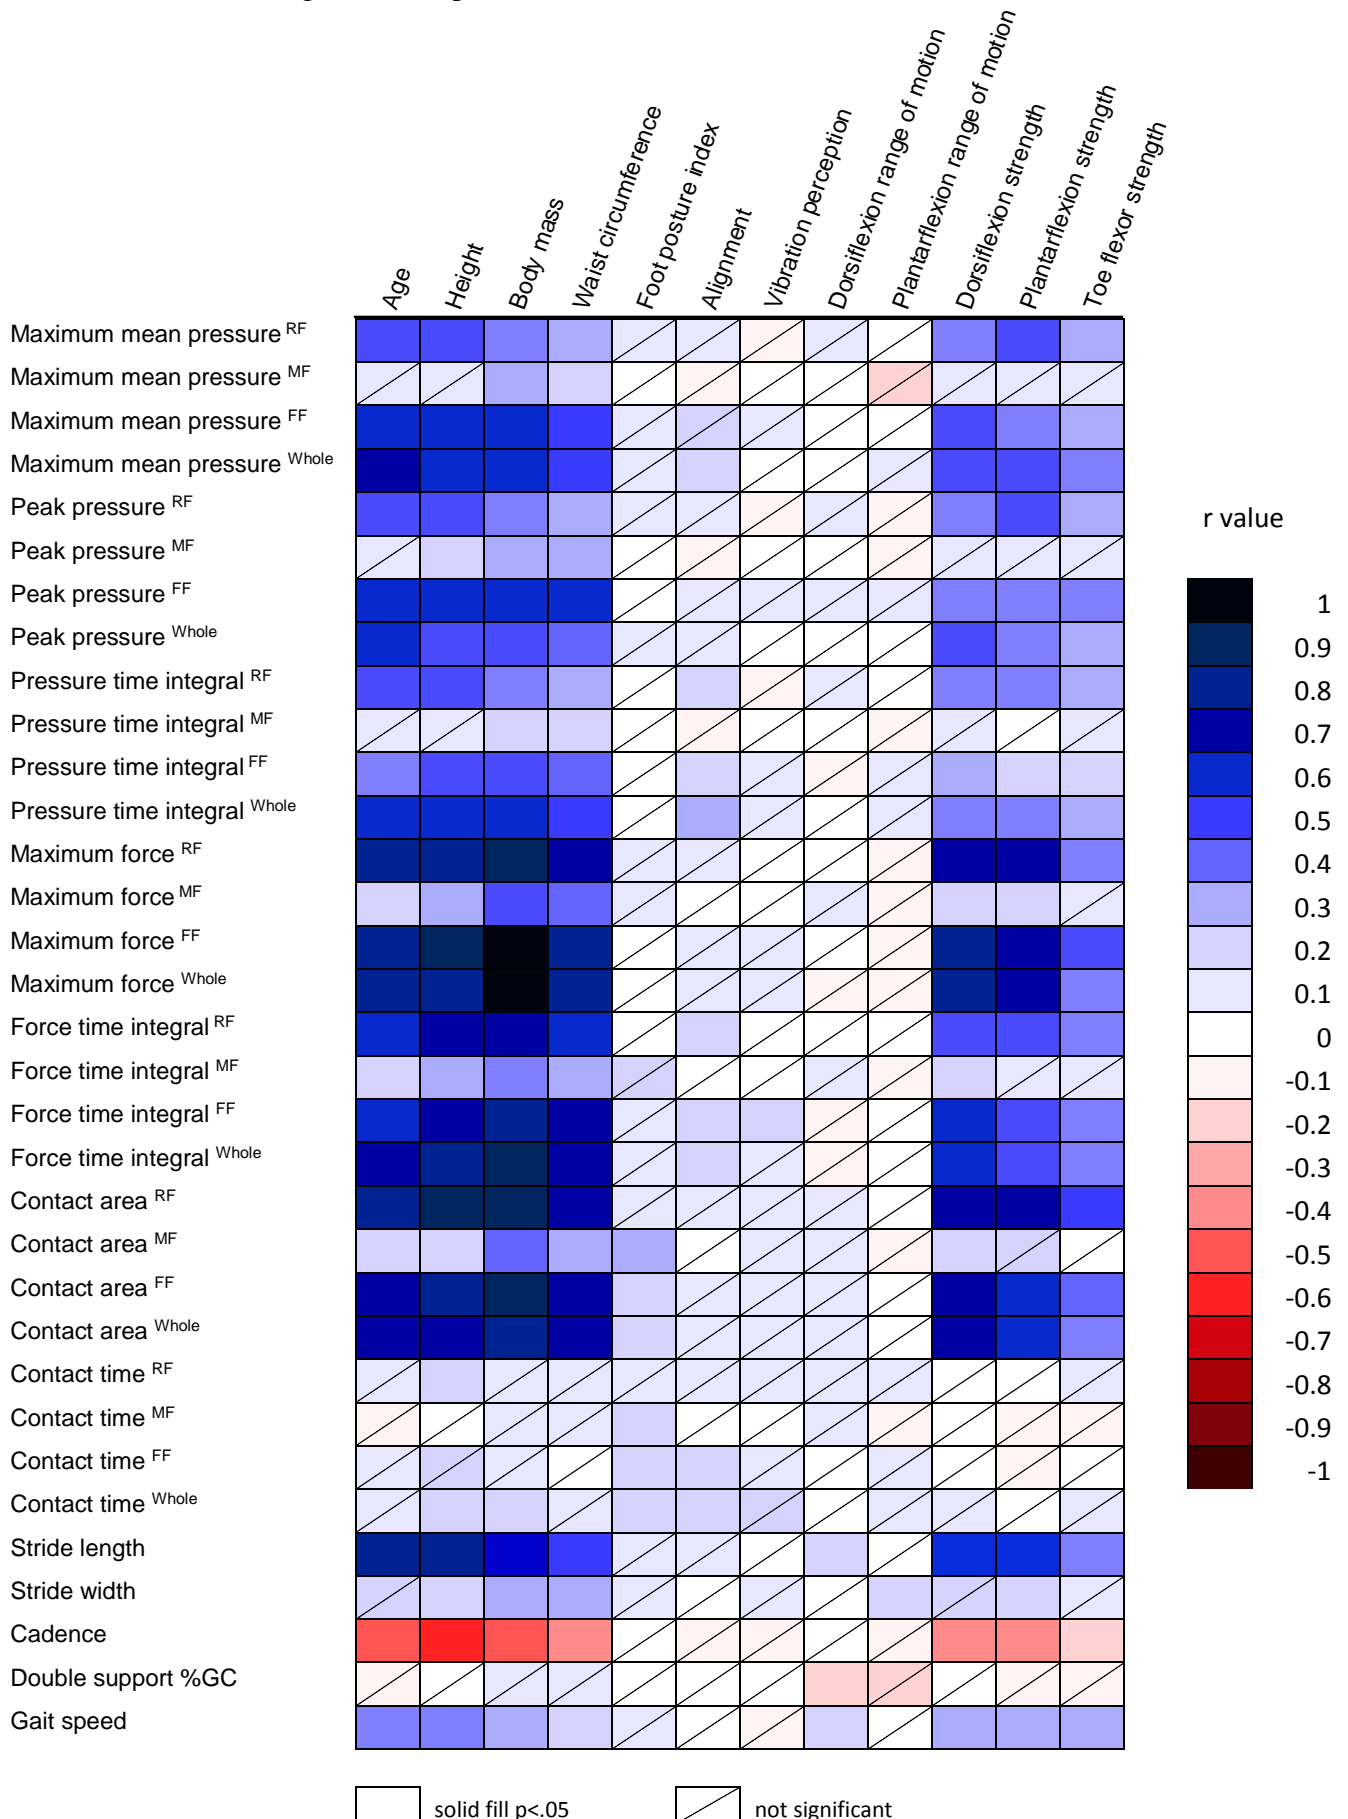 Age
Height
Body mass
Waist circumference
Foot posture index
Alignment
Vibration perception
Dorsiflexion range of motion
Plantarflexion range of motion
Dorsiflexion strength
Plantarflexion strength
Toe flexor strength
Maximum mean pressure RF
Maximum mean pressure MF
Maximum mean pressure FF
Maximum mean pressure Whole
Peak pressure RF
Peak pressure MF
Peak pressure FF
Peak pressure Whole
Pressure time integral RF
Pressure time integral MF
Pressure time integral FF
Pressure time integral Whole
Maximum force RF
Maximum force MF
Maximum force FF
Maximum force Whole
Force time integral RF
Force time integral MF
Force time integral FF
Force time integral Whole
Contact area RF
Contact area MF
Contact area FF
Contact area Whole
Contact time RF
Contact time MF
Contact time FF
Contact time Whole
Stride length
Stride width
Cadence
Double support %GC
Gait speed
r value
1
0.9
0.8
0.7
0.6
0.5
0.4
0.3
0.2
0.1
0
-0.1
-0.2
-0.3
-0.4
-0.5
-0.6
-0.7
-0.8
-0.9
-1
solid fill p<.05
not significant